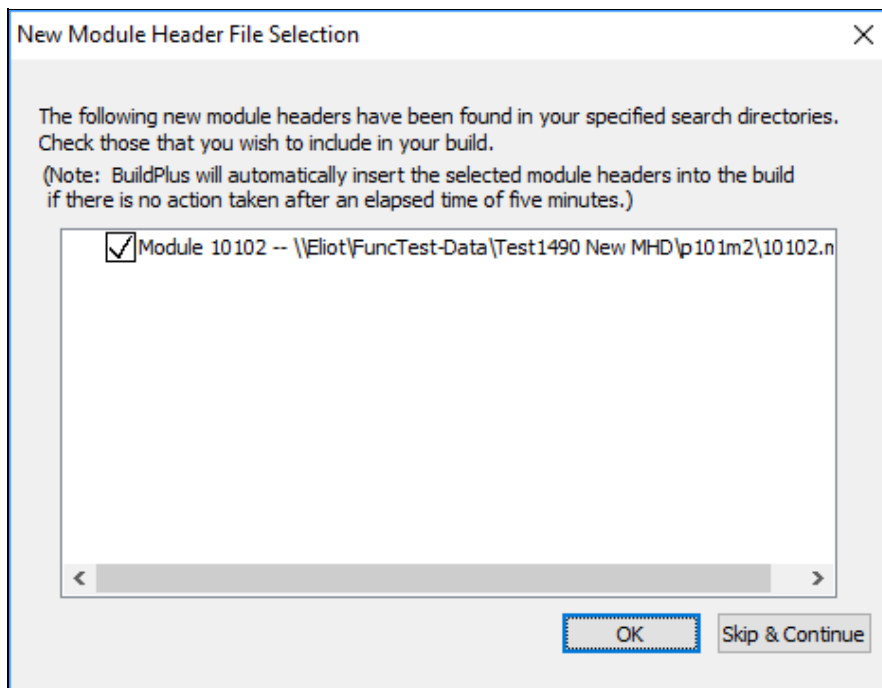 New Module Header File Selection
The following new module headers have been found in your specified search directories.
Check those that you wish to include in your build.
(Note: BuildPlus will automatically insert the selected module headers into the build
if there is no action taken after an elapsed time of five minutes.)
Module 10102 -- \\Eliot\FuncTest-Data\Test1490 New MHD\p101m2\10102.m
OK
Skip & Continue